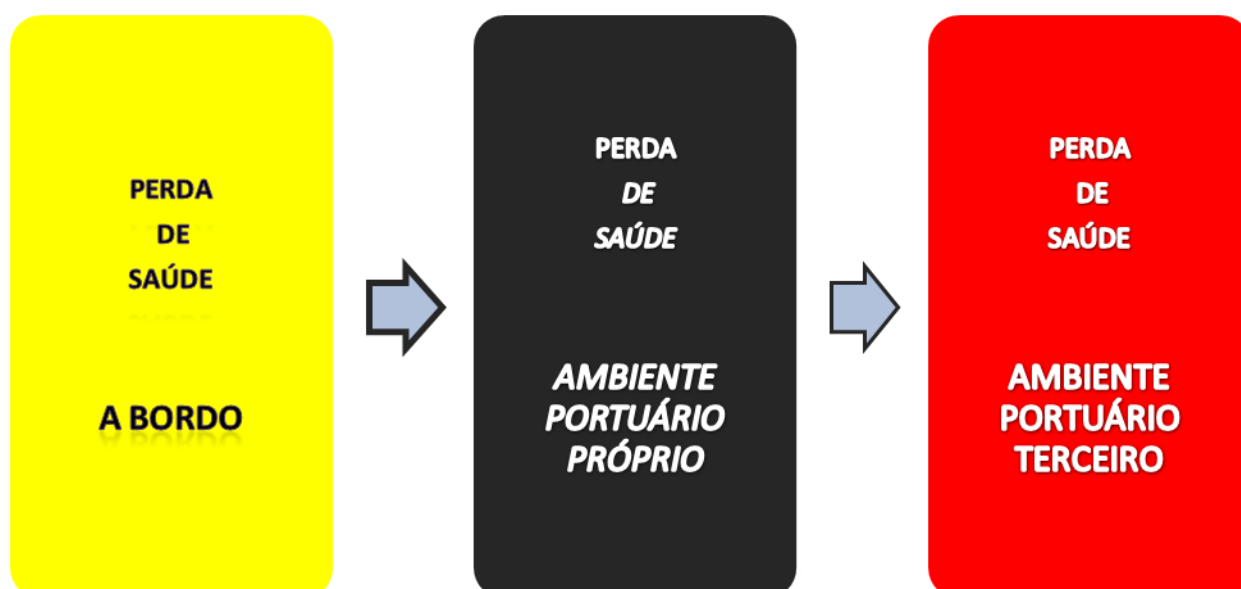 PERDA
DE
SAÚDE
A BORDO
PERDA
DE
SAÚDE
AMBIENTE
PORTUÁRIO
PRÓPRIO
PERDA
DE
SAÚDE
AMBIENTE
PORTUÁRIO
TERCEIRO